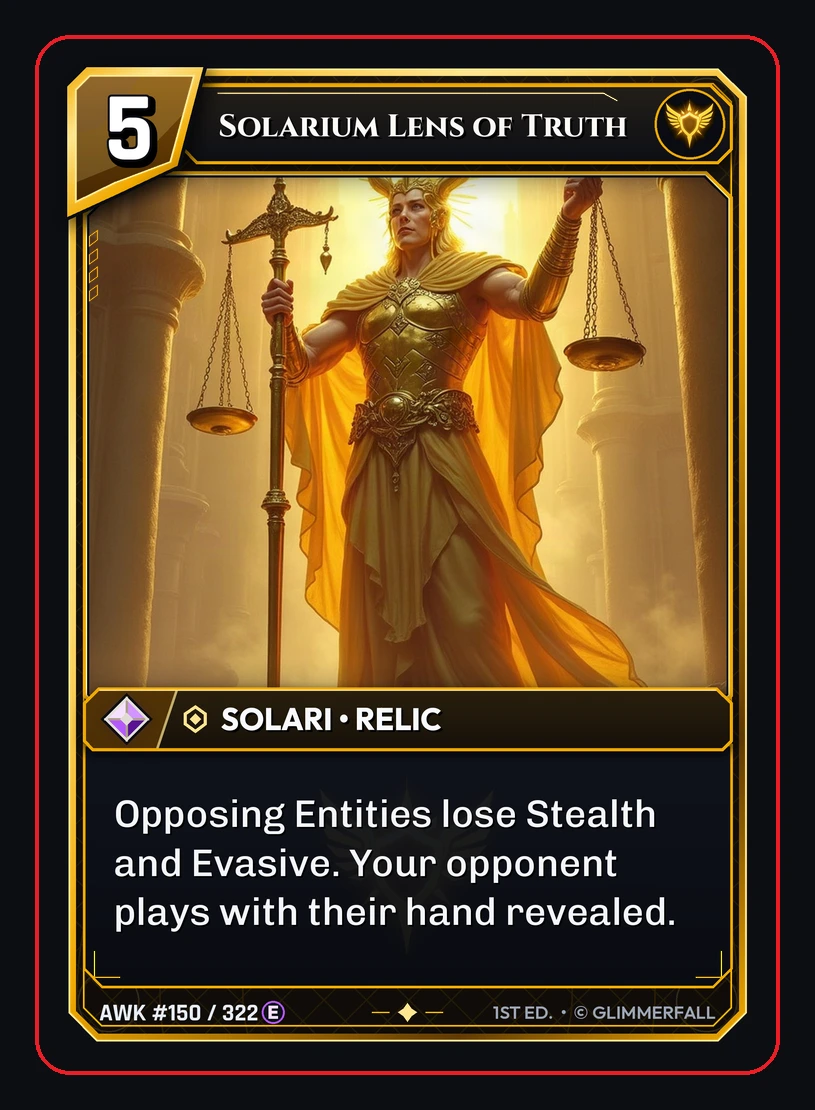 5
Solarium Lens of Truth
SOLARI • RELIC
Opposing Entities lose Stealth
and Evasive. Your opponent
plays with their hand revealed.
AWK #150 / 322 E
1ST ED. • © GLIMMERFALL